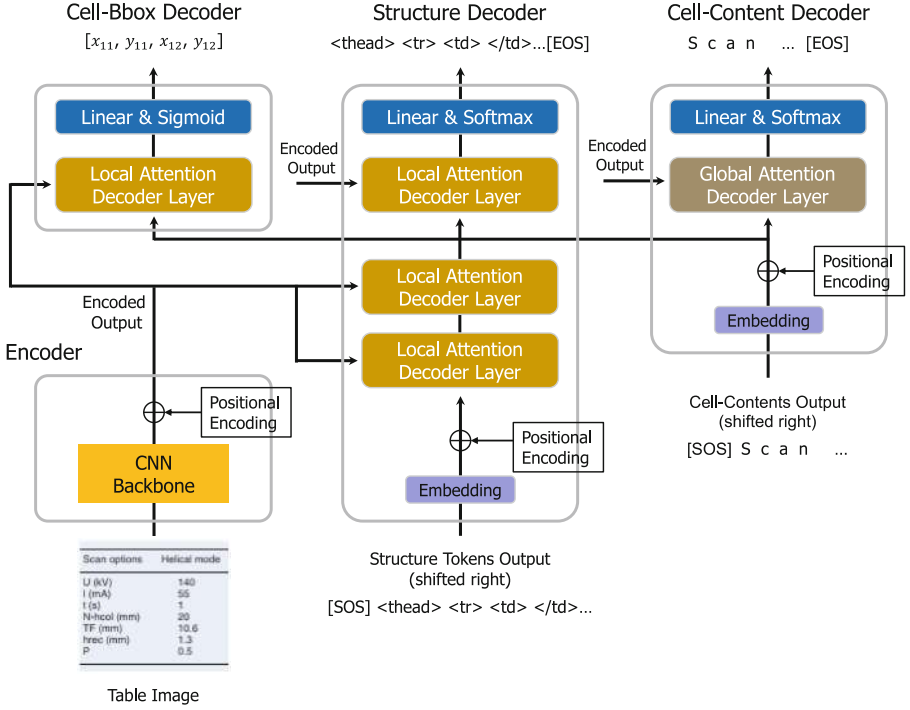 Cell-Bbox Decoder
[x11, y11, x12, y12]
Linear & Sigmoid
Local Attention
Decoder Layer
Structure Decoder
<thead> <tr> <td> </td>...[EOS]
Linear & Softmax
Encoded
Output
Local Attention
Decoder Layer
Local Attention
Decoder Layer
Local Attention
Decoder Layer
Positional
Encoding
Embedding
Structure Tokens Output
(shifted right)
[SOS] <thead> <tr> <td> </td>...
Cell-Content Decoder
S c a n ... [EOS]
Linear & Softmax
Encoded
Output
Global Attention
Decoder Layer
Positional
Encoding
Embedding
Cell-Contents Output
(shifted right)
[SOS] S c a n ...
Encoded
Output
Encoder
Positional
Encoding
CNN
Backbone
Scan options Helical mode
U (kV) 140
I (mA) 55
t (s) 1
N-hcol (mm) 20
TF (mm) 10.6
hrec (mm) 1.3
P 0.5
Table Image